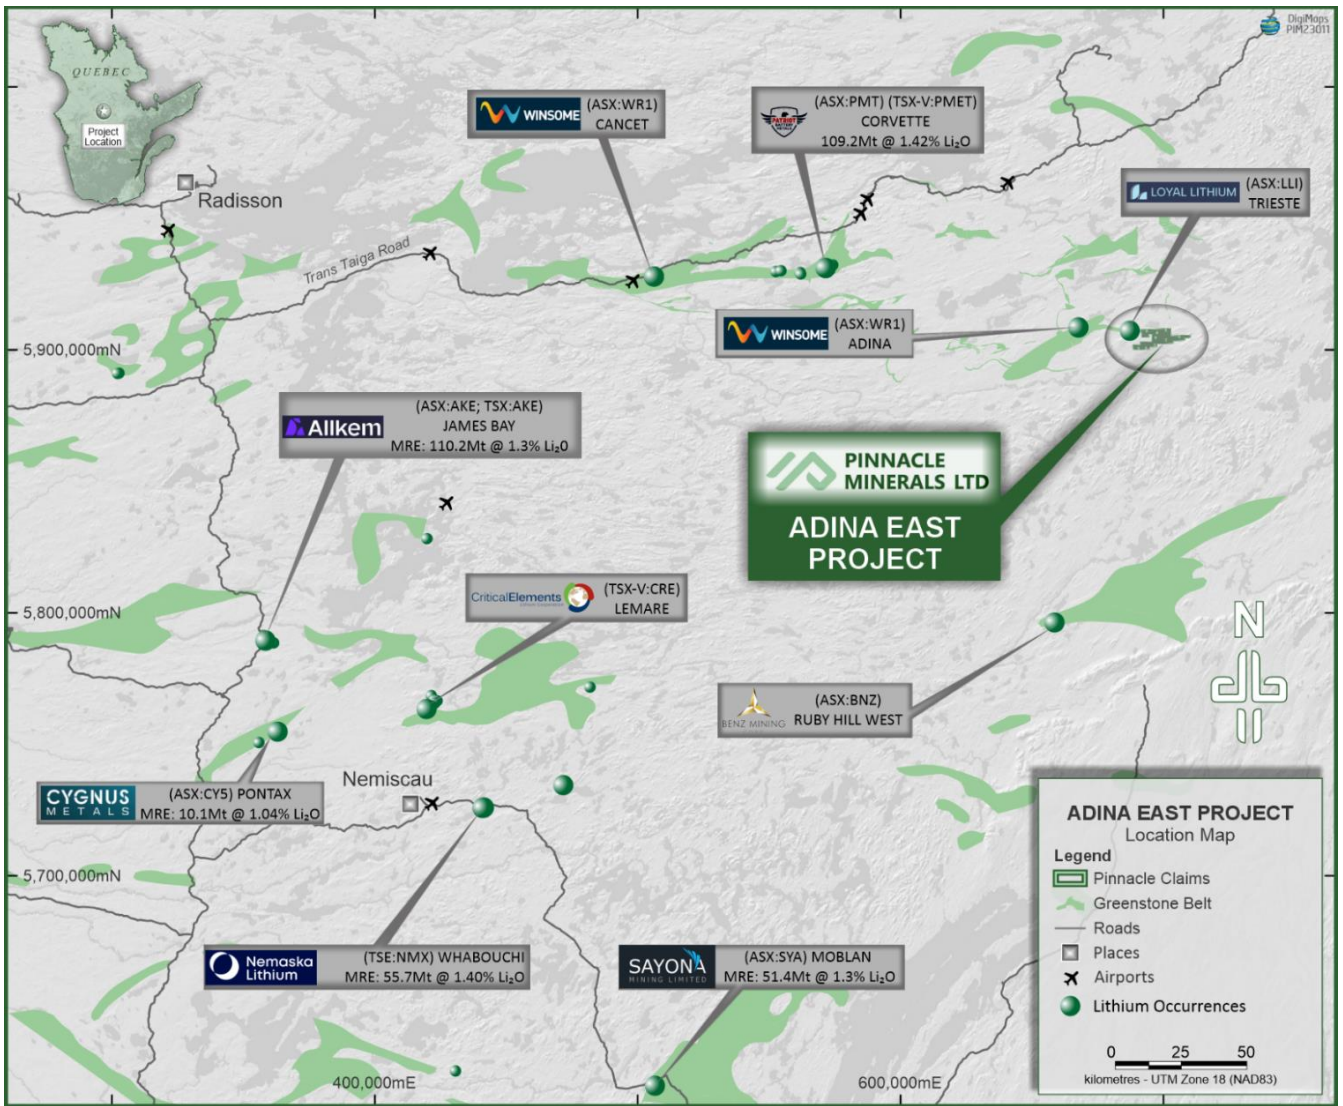 DigiMaps
PIM23011
QUEBEC
Project
Location
Radisson
WINSOME
(ASX:WR1)
CANCET
PATRIOT
(ASX:PMT) (TSX-V:PMET)
CORVETTE
109.2Mt @ 1.42% Li₂O
LOYAL LITHIUM
(ASX:LLI)
TRIESTE
Trans Taiga Road
WINSOME
(ASX:WR1)
ADINA
5,900,000mN
Allkem
(ASX:AKE; TSX:AKE)
JAMES BAY
MRE: 110.2Mt @ 1.3% Li₂0
PINNACLE
MINERALS LTD
ADINA EAST
PROJECT
CriticalElements
(TSX-V:CRE)
LEMARE
5,800,000mN
N
BENZ MINING
(ASX:BNZ)
RUBY HILL WEST
Nemiscau
CYGNUS
METALS
(ASX:CY5) PONTAX
MRE: 10.1Mt @ 1.04% Li₂O
5,700,000mN
Nemaska
Lithium
(TSE:NMX) WHABOUCHI
MRE: 55.7Mt @ 1.40% Li₂O
SAYONA
MINING LIMITED
(ASX:SYA) MOBLAN
MRE: 51.4Mt @ 1.3% Li₂O
400,000mE
600,000mE
ADINA EAST PROJECT
Location Map
Legend
Pinnacle Claims
Greenstone Belt
Roads
Places
Airports
Lithium Occurrences
0 25 50
kilometres - UTM Zone 18 (NAD83)